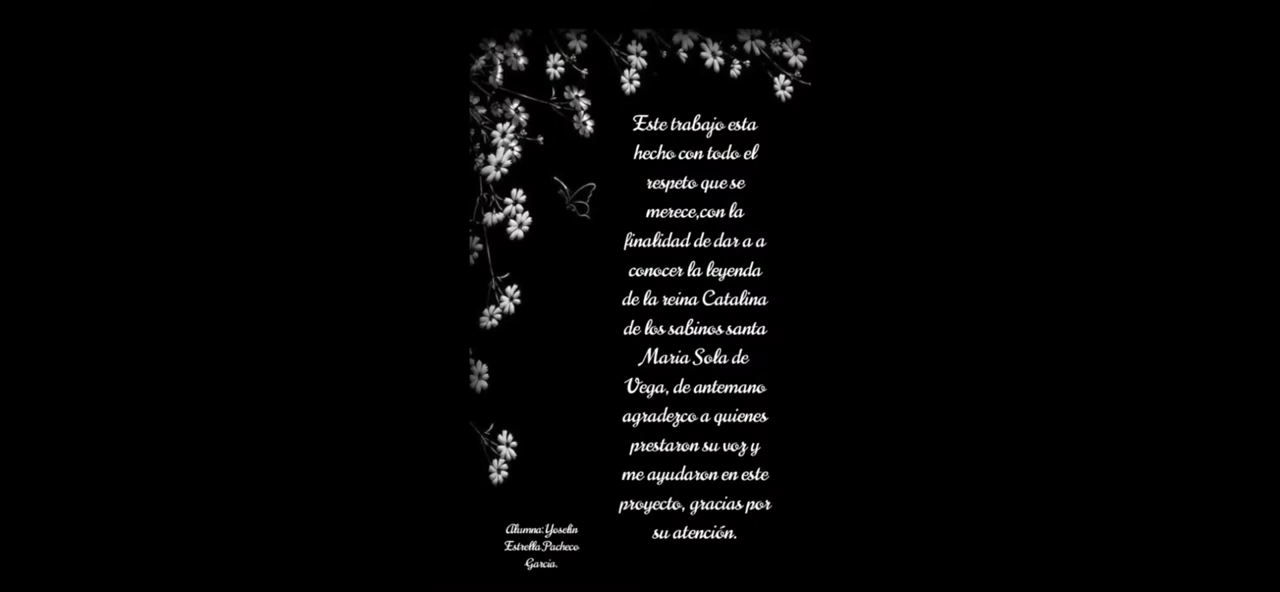 Este trabajo esta
hecho con todo el
respeto que se
merece,con la
finalidad de dar a a
conocer la leyenda
de la reina Catalina
de los sabinos santa
Maria Sola de
Vega, de antemano
agradezco a quienes
prestaron su voz y
me ayudaron en este
proyecto, gracias por
su atención.
Alumna:Yoselin
Estrella Pacheco
Garcia.